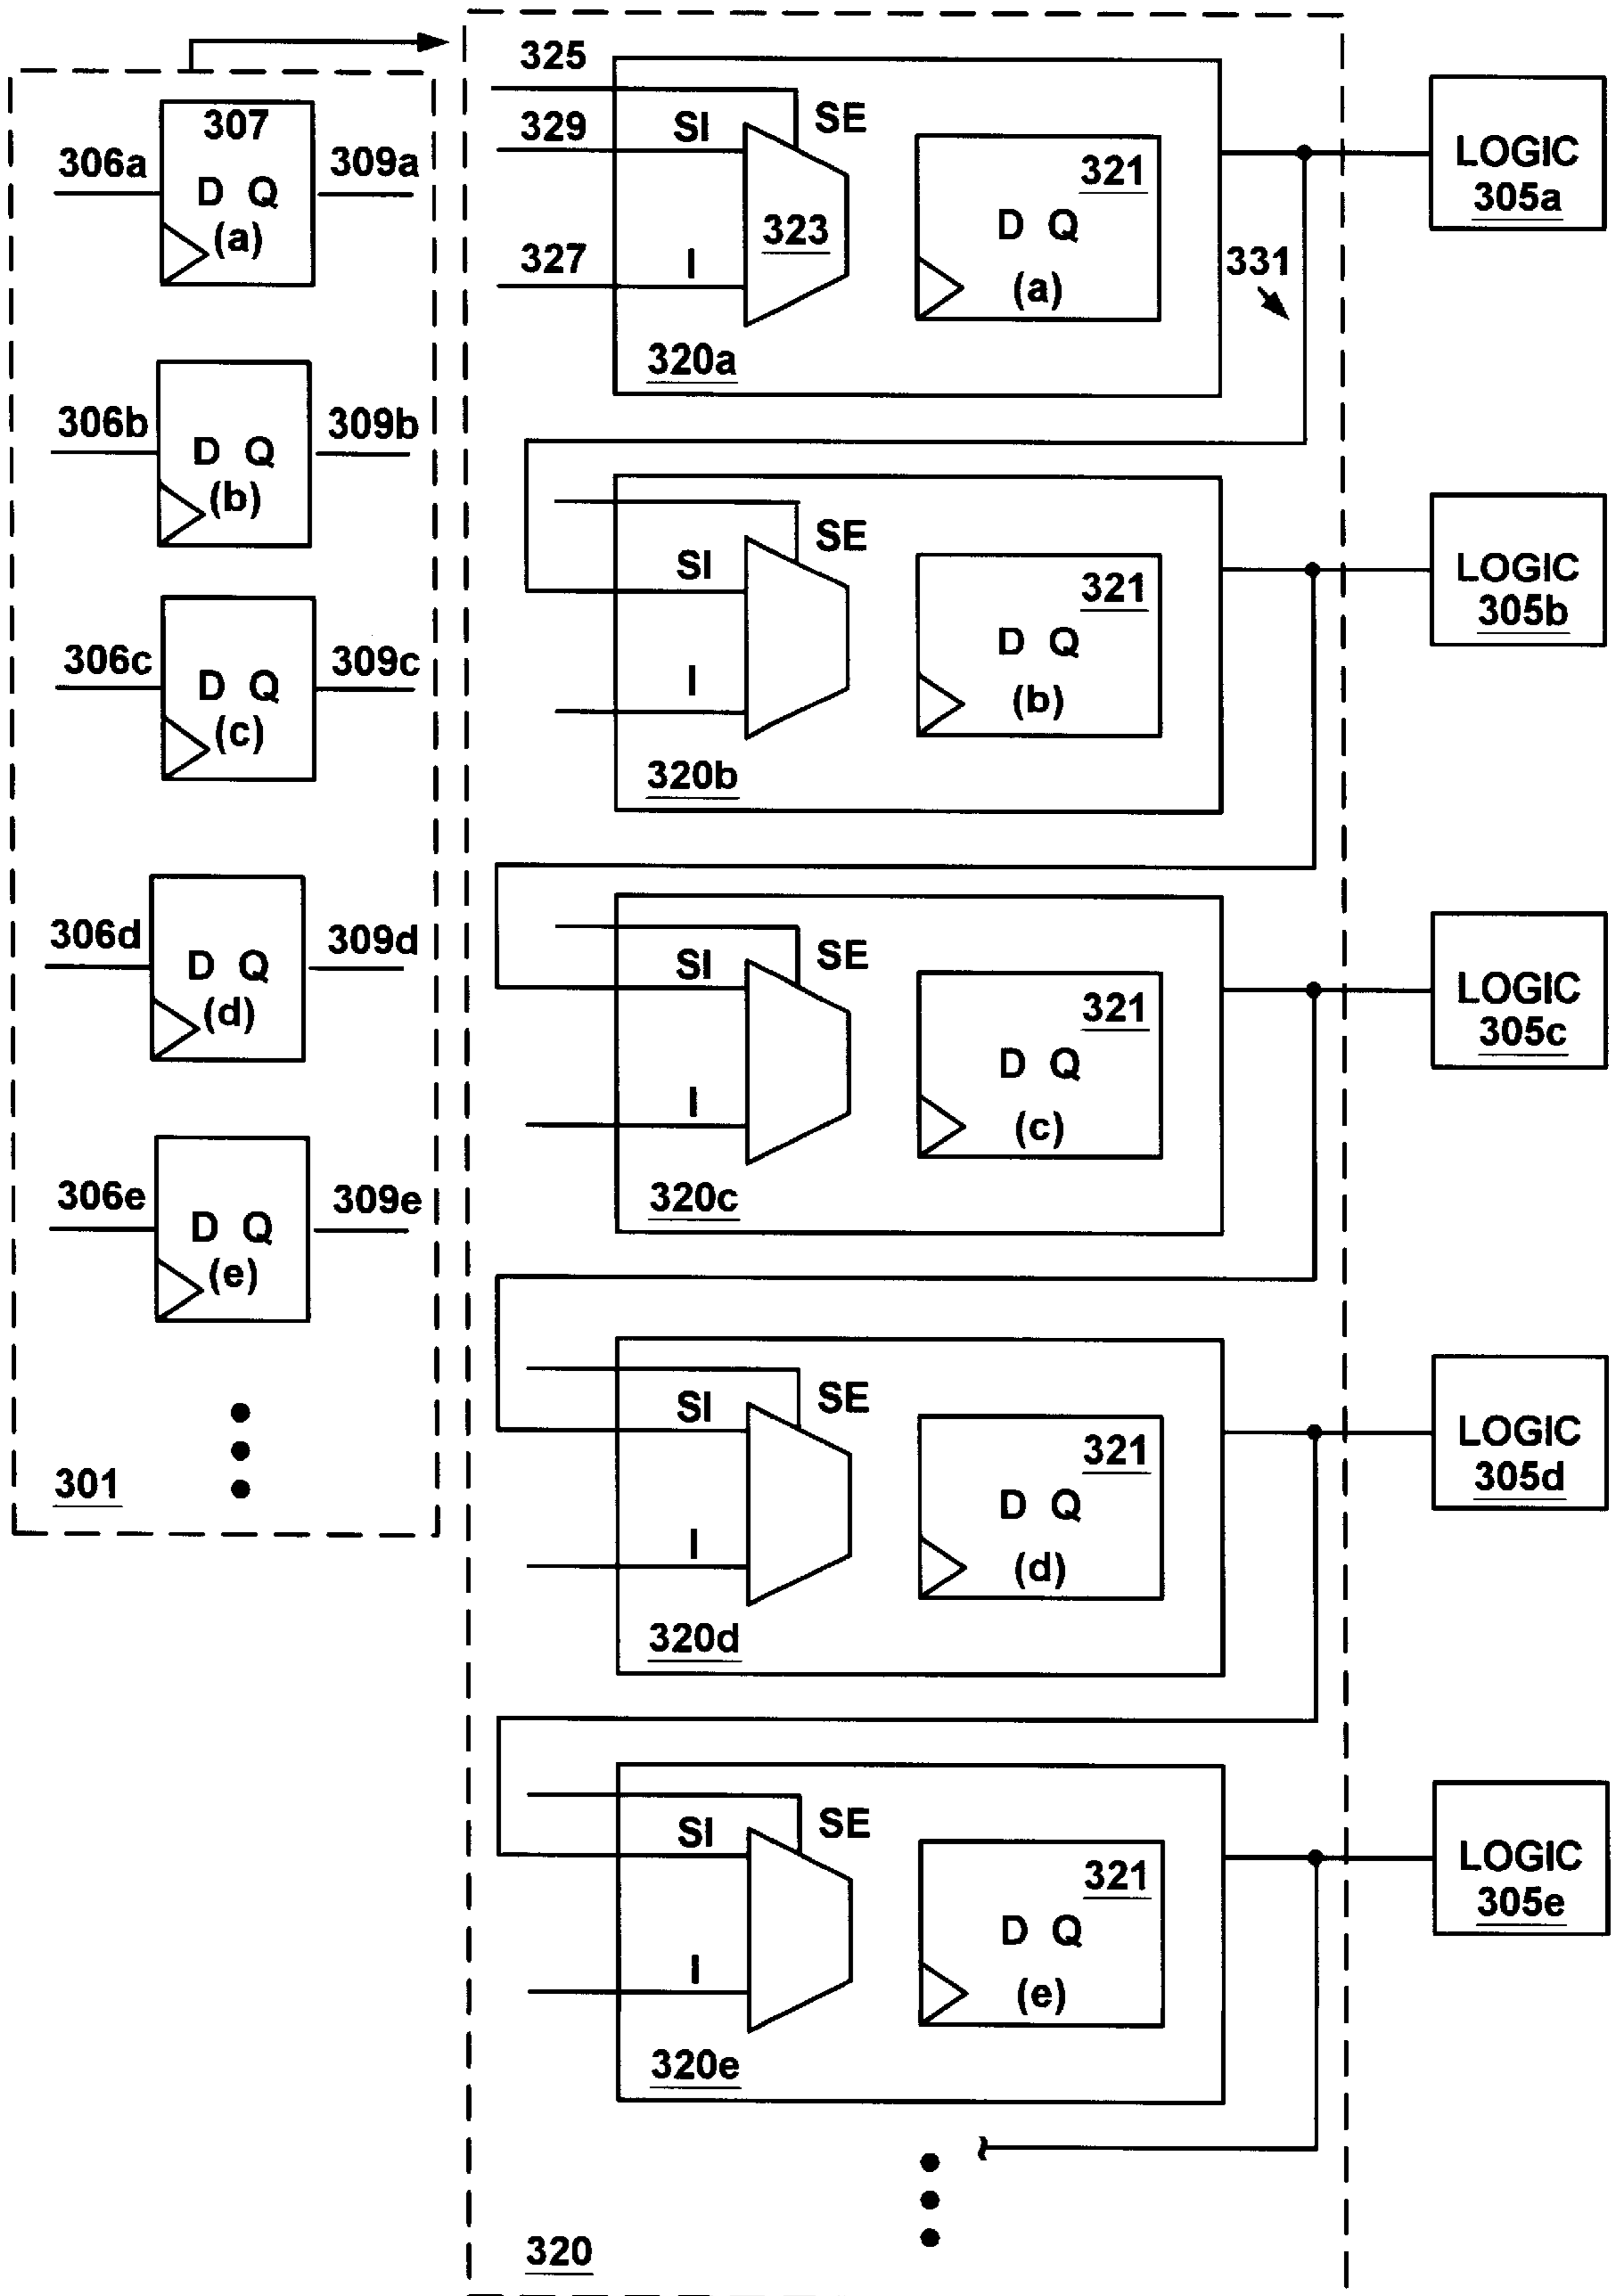 307
306a
D Q
309a
(a)
306b
D Q
309b
(b)
306c
D Q
309c
(c)
306d
D Q
309d
(d)
306e
D Q
309e
(e)
301
325
SE
329
SI
323
327
I
321
D Q
(a)
320a
331
LOGIC
305a
SE
SI
I
321
D Q
(b)
320b
LOGIC
305b
SE
SI
I
321
D Q
(c)
320c
LOGIC
305c
SE
SI
I
321
D Q
(d)
320d
LOGIC
305d
SE
SI
I
321
D Q
(e)
320e
LOGIC
305e
320